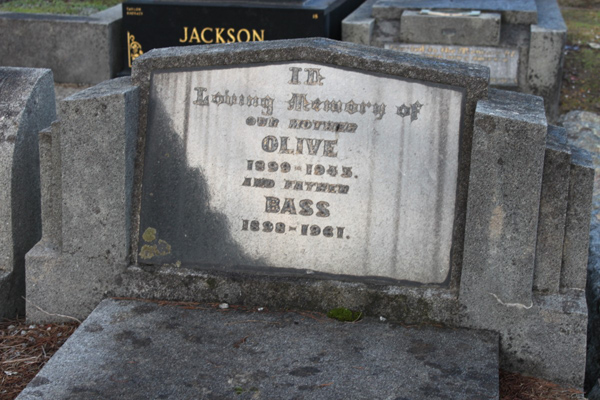 JACKSON
In
Loving Memory of
OUR MOTHER
OLIVE
1899-1945.
AND FATHER
BASS
1898-1961.